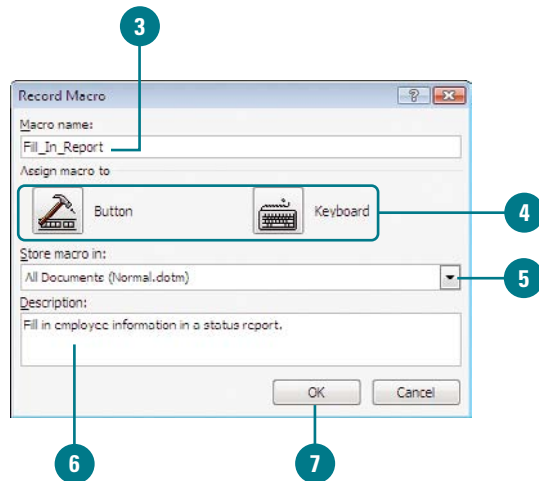 3
Record Macro
Macro name:
Fill_In_Report
Assign macro to
Button Keyboard
4
Store macro in:
All Documents (Normal.dotm)
5
Description:
Fill in employee information in a status report.
OK Cancel
6 7